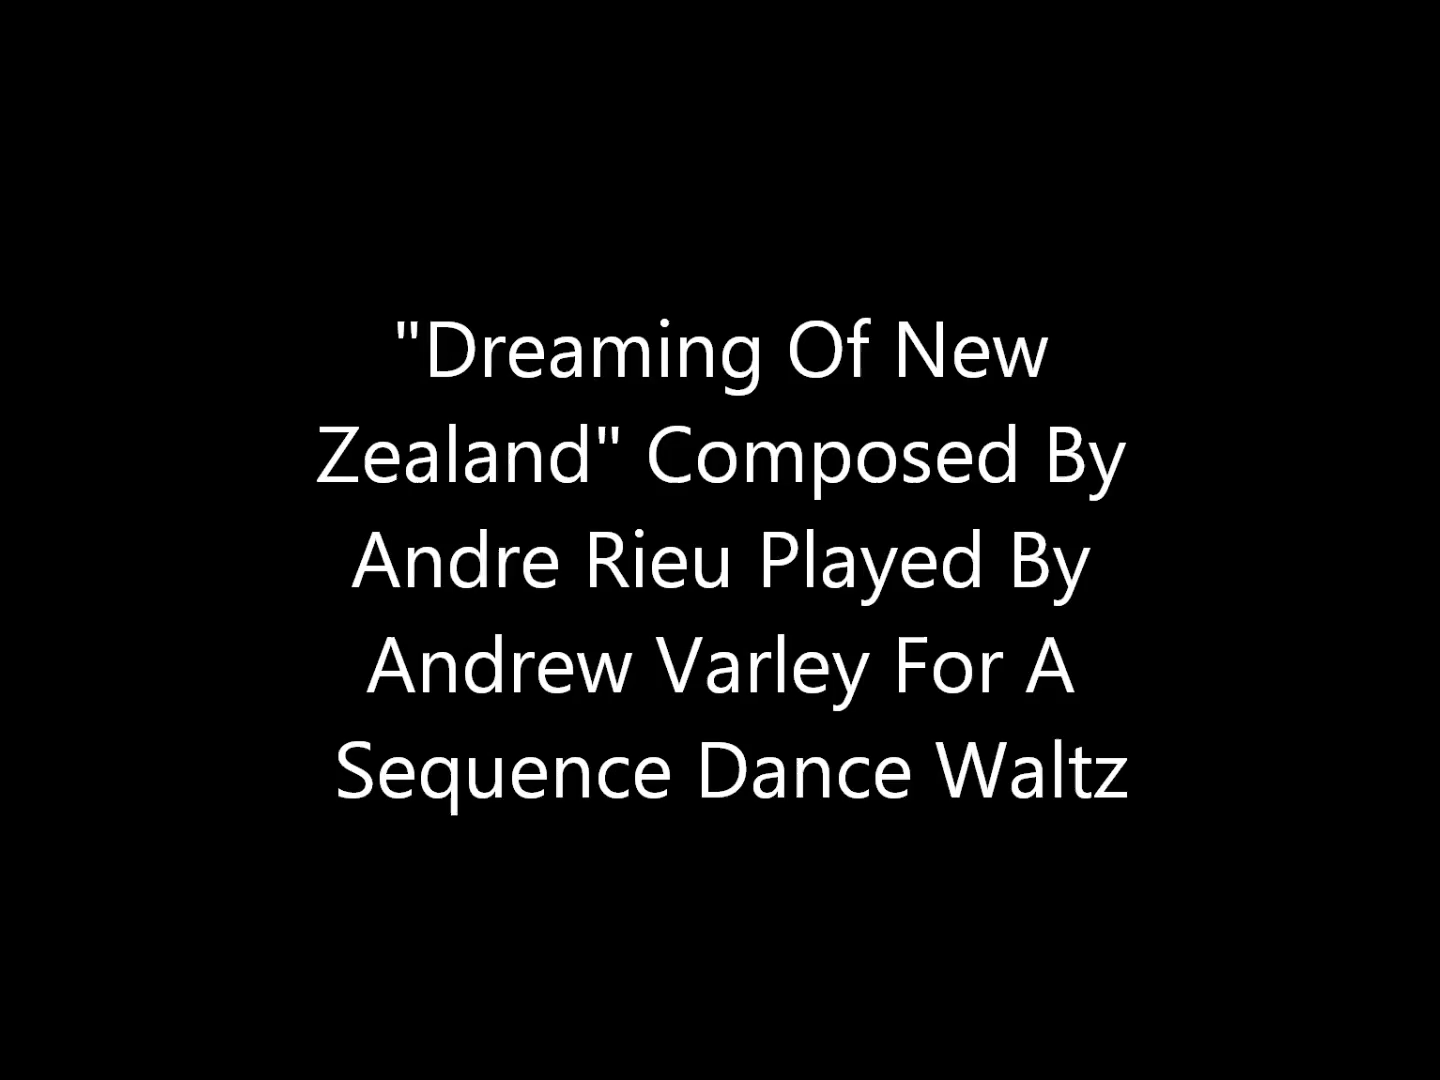 "Dreaming Of New
Zealand" Composed By
Andre Rieu Played By
Andrew Varley For A
Sequence Dance Waltz